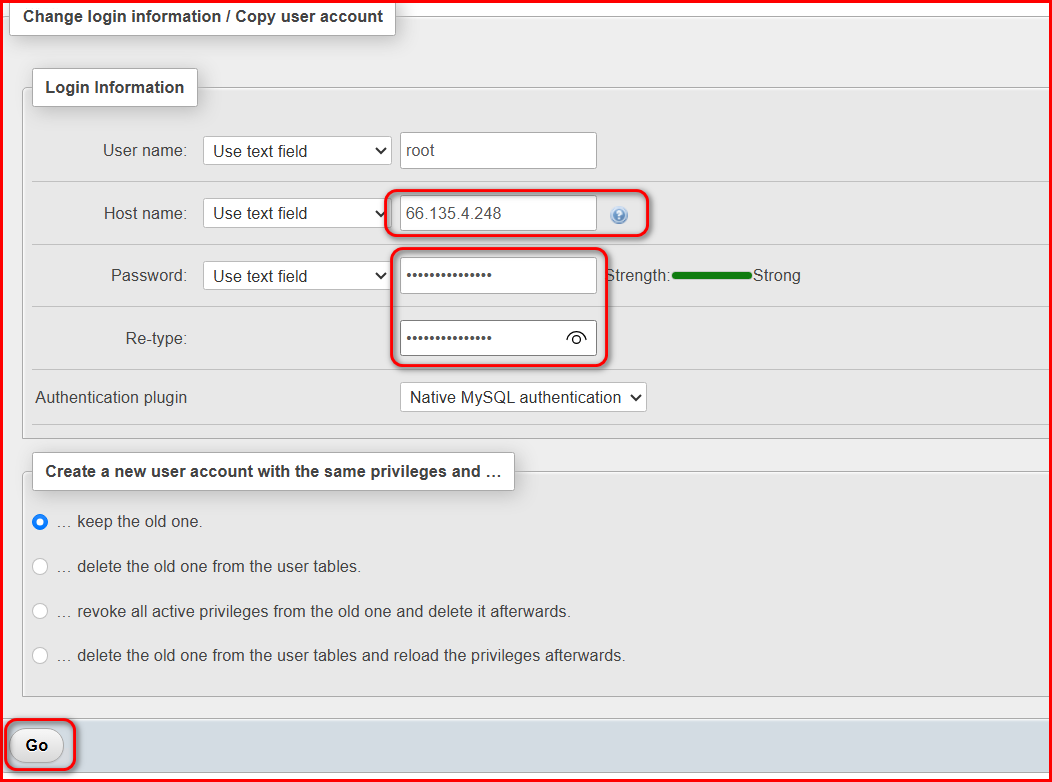 Change login information / Copy user account
Login Information
User name: Use text field root
Host name: Use text field 66.135.4.248
Password: Use text field ••••••••••••••• Strength: Strong
Re-type: •••••••••••••••
Authentication plugin Native MySQL authentication
Create a new user account with the same privileges and …
… keep the old one.
… delete the old one from the user tables.
… revoke all active privileges from the old one and delete it afterwards.
… delete the old one from the user tables and reload the privileges afterwards.
Go